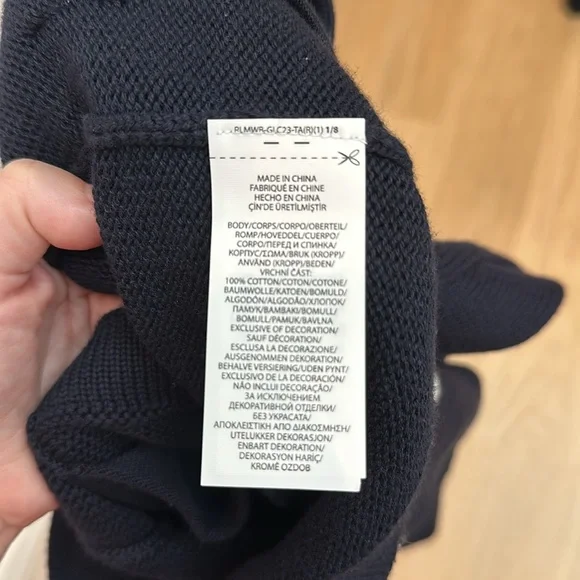 RLMWR-GLC23-TA(R)(1) 1/8
MADE IN CHINA
FABRIQUÉ EN CHINE
HECHO EN CHINA
ÇİN'DE ÜRETİLMİŞTİR
BODY/CORPS/CORPO/OBERTEIL/
ROMP/HOVEDDEL/CUERPO/
CORPO/ПЕРЕД И СПИНКА/
ΚΟΡΠΥΣ/ΣΩΜΑ/BRUK (KROPP)/
ANVÄND (KROPP)/BEDEN/
VRCHNÍ ČÁST:
100% COTTON/COTON/COTONE/
BAUMWOLLE/KATOEN/BOMULD/
ALGODÓN/ALGODÃO/ХЛОПОК/
ПАМУК/ΒΑΜΒΑΚΙ/BOMULL/
BOMULL/PAMUK/BAVLNA
EXCLUSIVE OF DECORATION/
SAUF DÉCORATION/
ESCLUSA LA DECORAZIONE/
AUSGENOMMEN DEKORATION/
BEHALVE VERSIERING/UDEN PYNT/
EXCLUSIVO DE LA DECORACIÓN/
NÃO INCLUI DECORAÇÃO/
ЗА ИСКЛЮЧЕНИЕМ
ДЕКОРАТИВНОЙ ОТДЕЛКИ/
БЕЗ УКРАСАТА/
ΑΠΟΚΛΕΙΣΤΙΚΗ ΑΠΟ ΔΙΑΚΟΣΜΗΣΗ/
UTELUKKER DEKORASJON/
ENBART DEKORATION/
DEKORASYON HARİÇ/
KROMĚ OZDOB